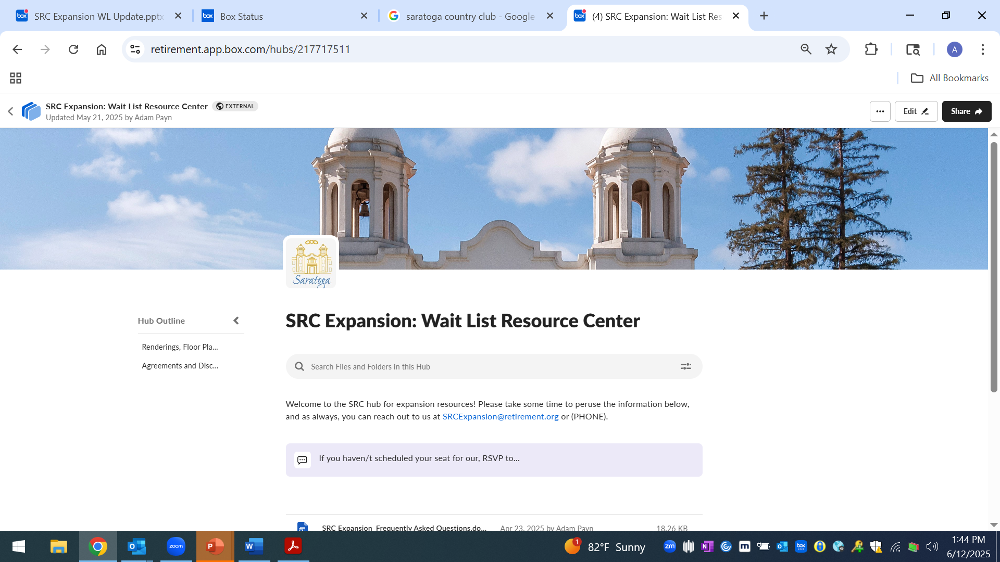 SRC Expansion WL Update.pptx
Box Status
saratoga country club - Google
(4) SRC Expansion: Wait List Res
retirement.app.box.com/hubs/217717511
A
All Bookmarks
SRC Expansion: Wait List Resource Center
EXTERNAL
Updated May 21, 2025 by Adam Payn
Edit
Share
Saratoga
Hub Outline
Renderings, Floor Pla...
Agreements and Disc...
SRC Expansion: Wait List Resource Center
Search Files and Folders in this Hub
Welcome to the SRC hub for expansion resources! Please take some time to peruse the information below,
and as always, you can reach out to us at SRCExpansion@retirement.org or (PHONE).
If you haven/t scheduled your seat for our, RSVP to...
SRC Expansion_Frequently Asked Questions.do... Apr 23, 2025 by Adam Payn 18.26 KB
zoom
1
82°F Sunny
zm
box
1:44 PM
6/12/2025